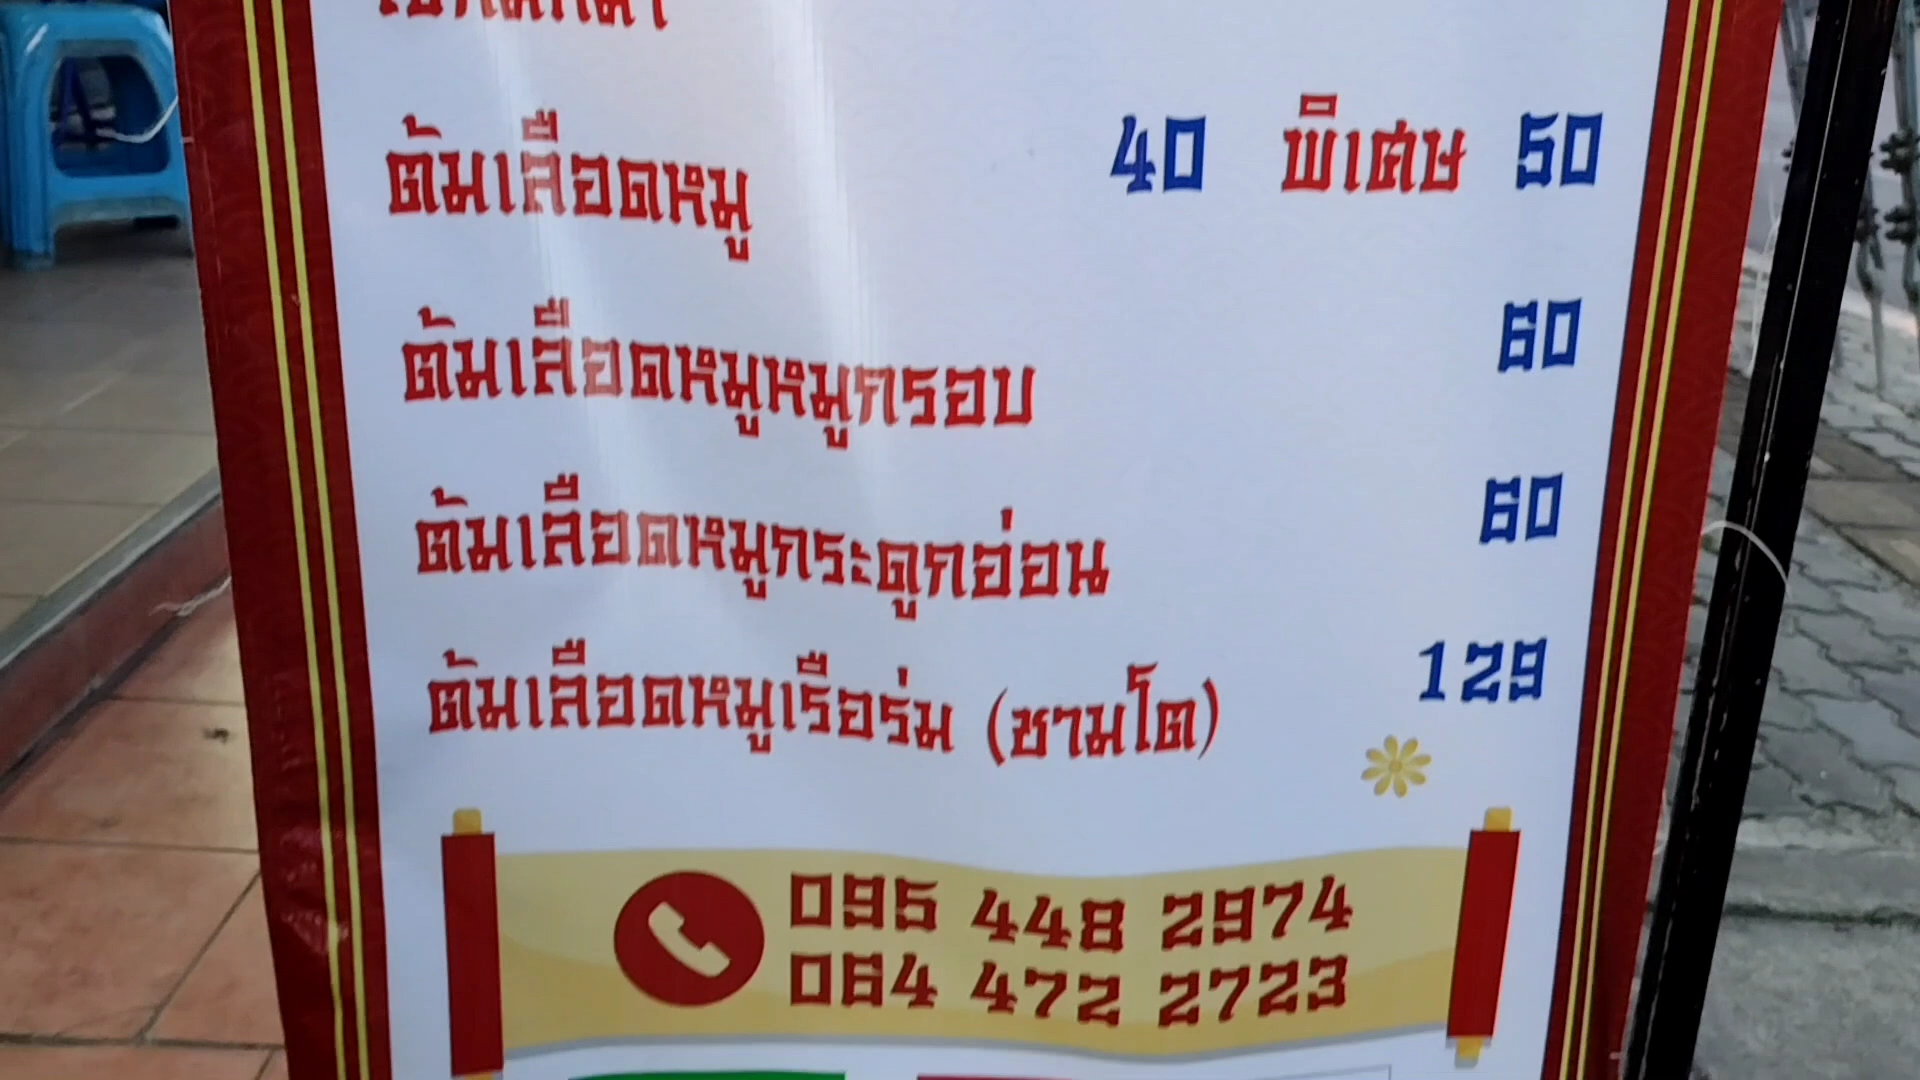 ต้มเลือดหมู 40 พิเศษ 50
ต้มเลือดหมูหมูกรอบ 60
ต้มเลือดหมูกระดูกอ่อน 60
ต้มเลือดหมูเรือร่ม (ชามโต) 129
095 448 2974
064 472 2723